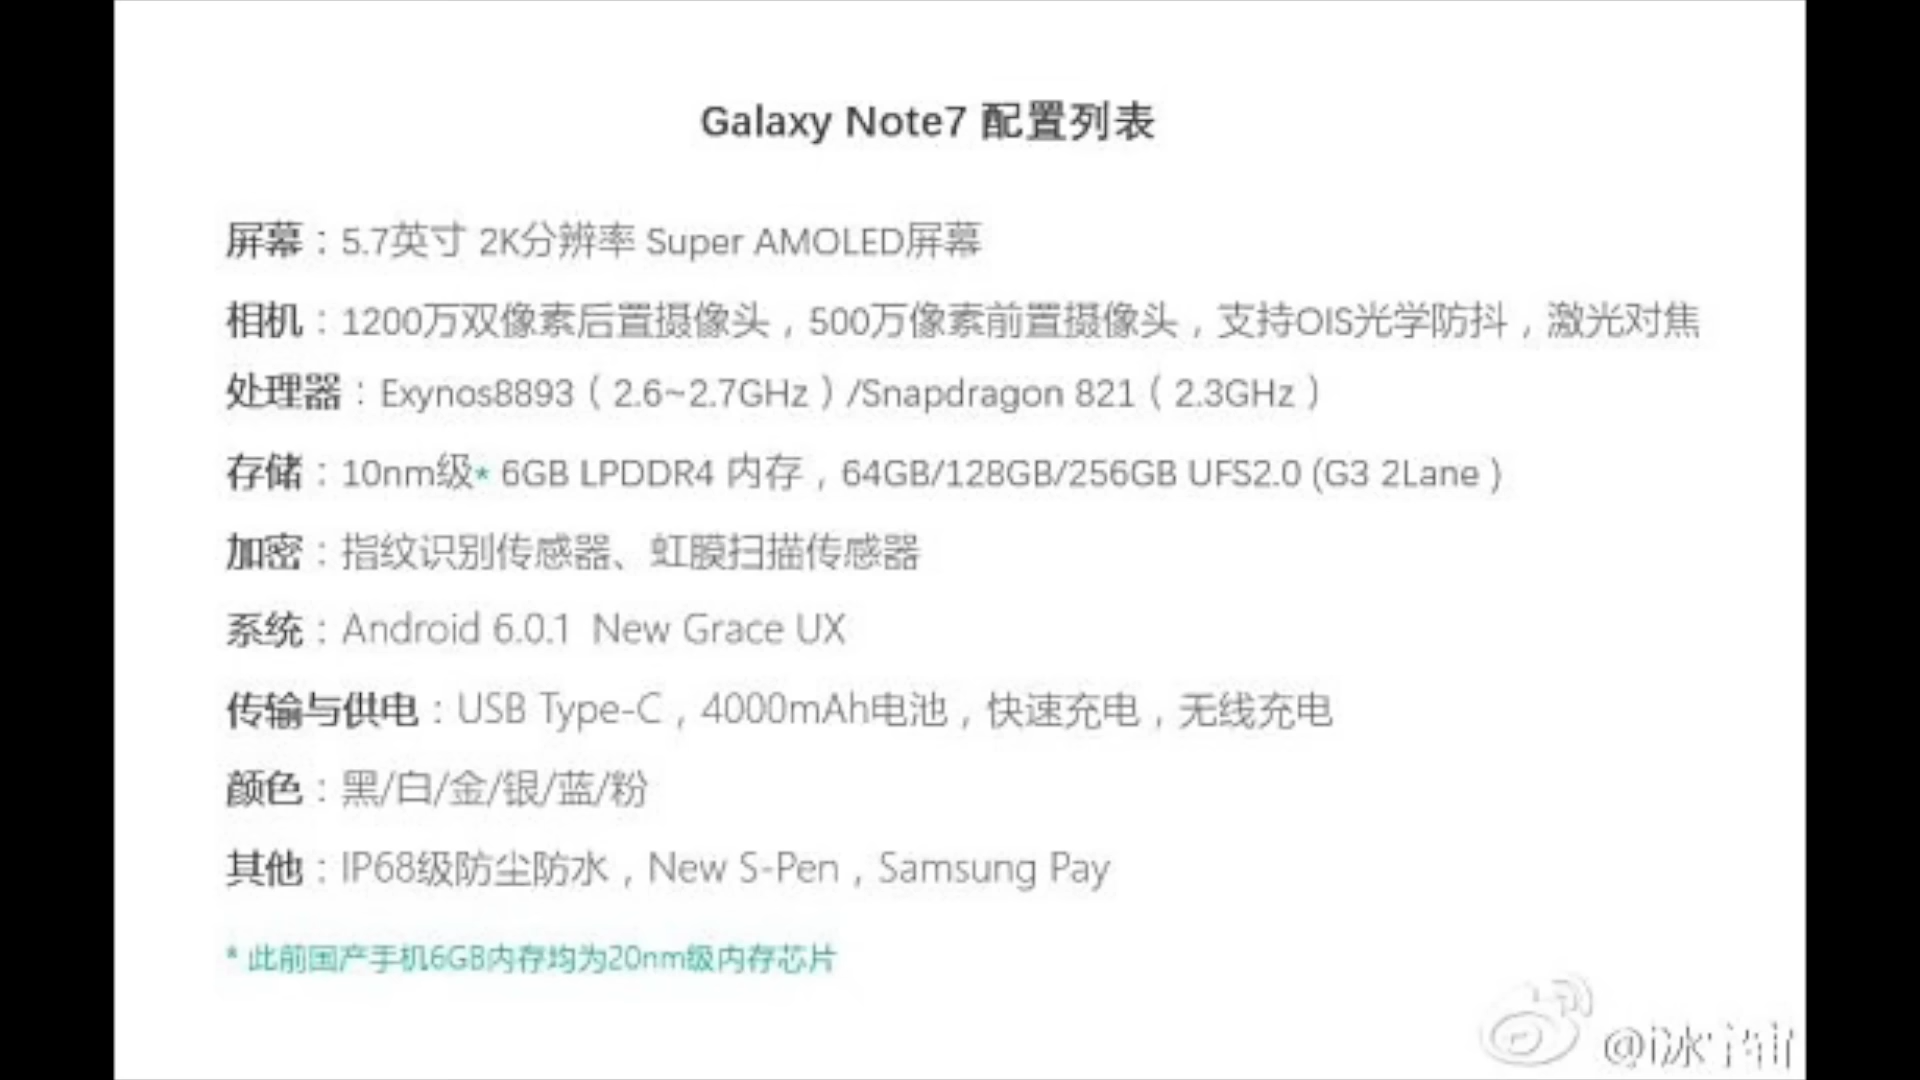 Galaxy Note7 配置列表
屏幕：5.7英寸 2K分辨率 Super AMOLED屏幕
相机：1200万双像素后置摄像头，500万像素前置摄像头，支持OIS光学防抖，激光对焦
处理器：Exynos8893（2.6~2.7GHz）/Snapdragon 821（2.3GHz）
存储：10nm级* 6GB LPDDR4 内存，64GB/128GB/256GB UFS2.0 (G3 2Lane）
加密：指纹识别传感器、虹膜扫描传感器
系统：Android 6.0.1 New Grace UX
传输与供电：USB Type-C，4000mAh电池，快速充电，无线充电
颜色：黑/白/金/银/蓝/粉
其他：IP68级防尘防水，New S-Pen，Samsung Pay
* 此前国产手机6GB内存均为20nm级内存芯片
@i冰宇宙